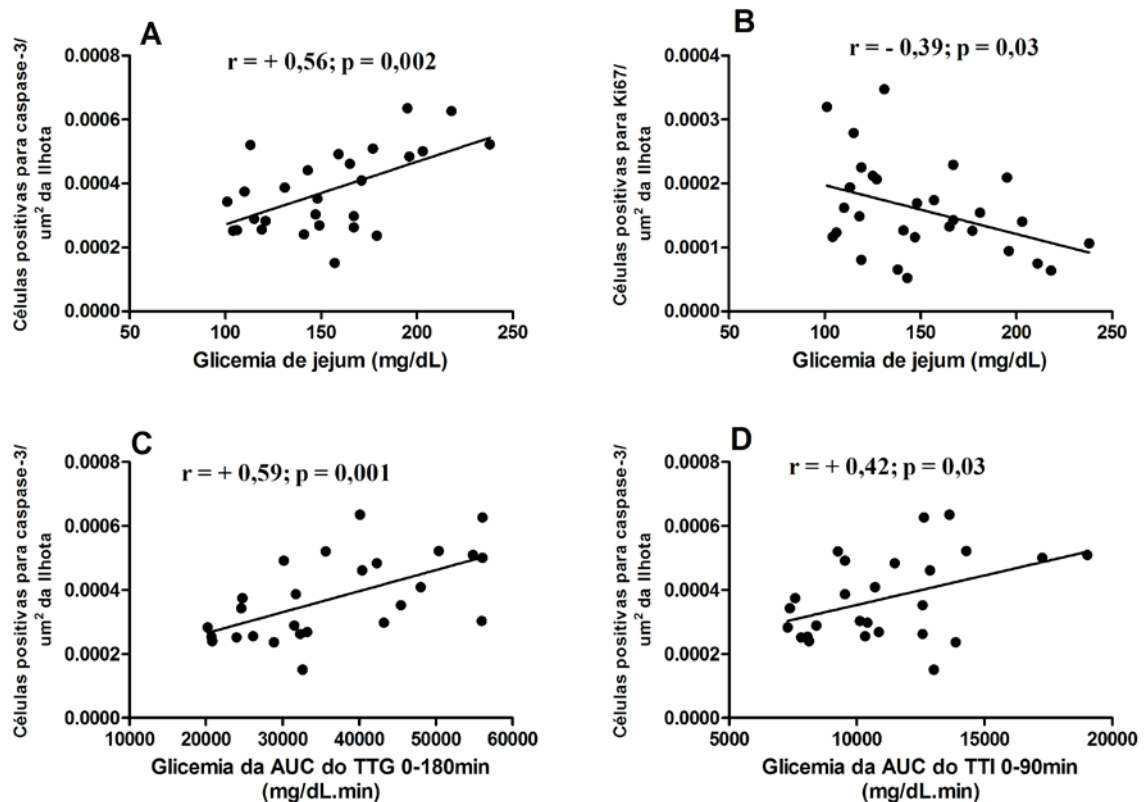 A
r = + 0,56; p = 0,002
Células positivas para caspase-3/
um² da Ilhota
0.0008
0.0006
0.0004
0.0002
0.0000
50 100 150 200 250
Glicemia de jejum (mg/dL)
B
r = - 0,39; p = 0,03
Células positivas para Ki67/
um² da Ilhota
0.0004
0.0003
0.0002
0.0001
0.0000
50 100 150 200 250
Glicemia de jejum (mg/dL)
C
r = + 0,59; p = 0,001
Células positivas para caspase-3/
um² da Ilhota
0.0008
0.0006
0.0004
0.0002
0.0000
10000 20000 30000 40000 50000 60000
Glicemia da AUC do TTG 0-180min
(mg/dL.min)
D
r = + 0,42; p = 0,03
Células positivas para caspase-3/
um² da Ilhota
0.0008
0.0006
0.0004
0.0002
0.0000
5000 10000 15000 20000
Glicemia da AUC do TTI 0-90min
(mg/dL.min)